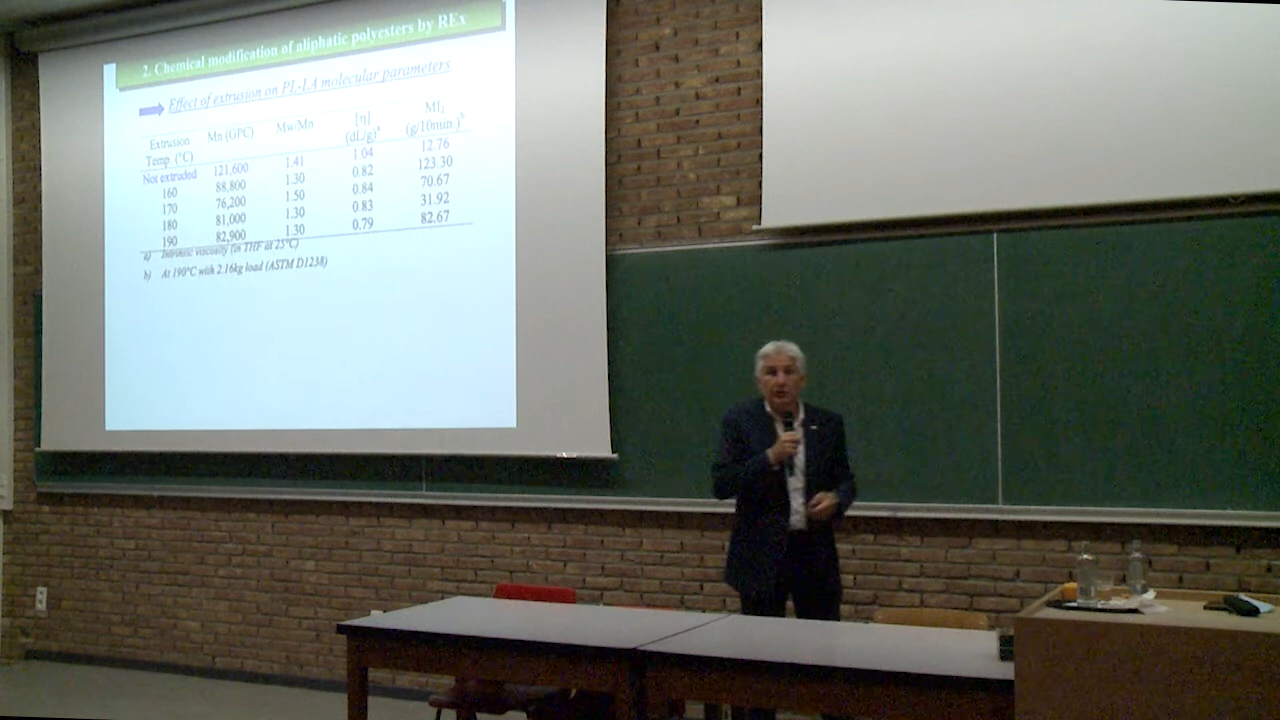 2. Chemical modification of aliphatic polyesters by REx
Effect of extrusion on PL-LA molecular parameters
Extrusion Temp. (°C) Mn (GPC) Mw/Mn [η] (dL/g)a MI2 (g/10min )b
Not extruded 121,600 1.41 1.04 12.76
160 88,800 1.30 0.82 123.30
170 76,200 1.50 0.84 70.67
180 81,000 1.30 0.83 31.92
190 82,900 1.30 0.79 82.67
a) Intrinsic viscosity (in THF at 25°C)
b) At 190°C with 2.16kg load (ASTM D1238)